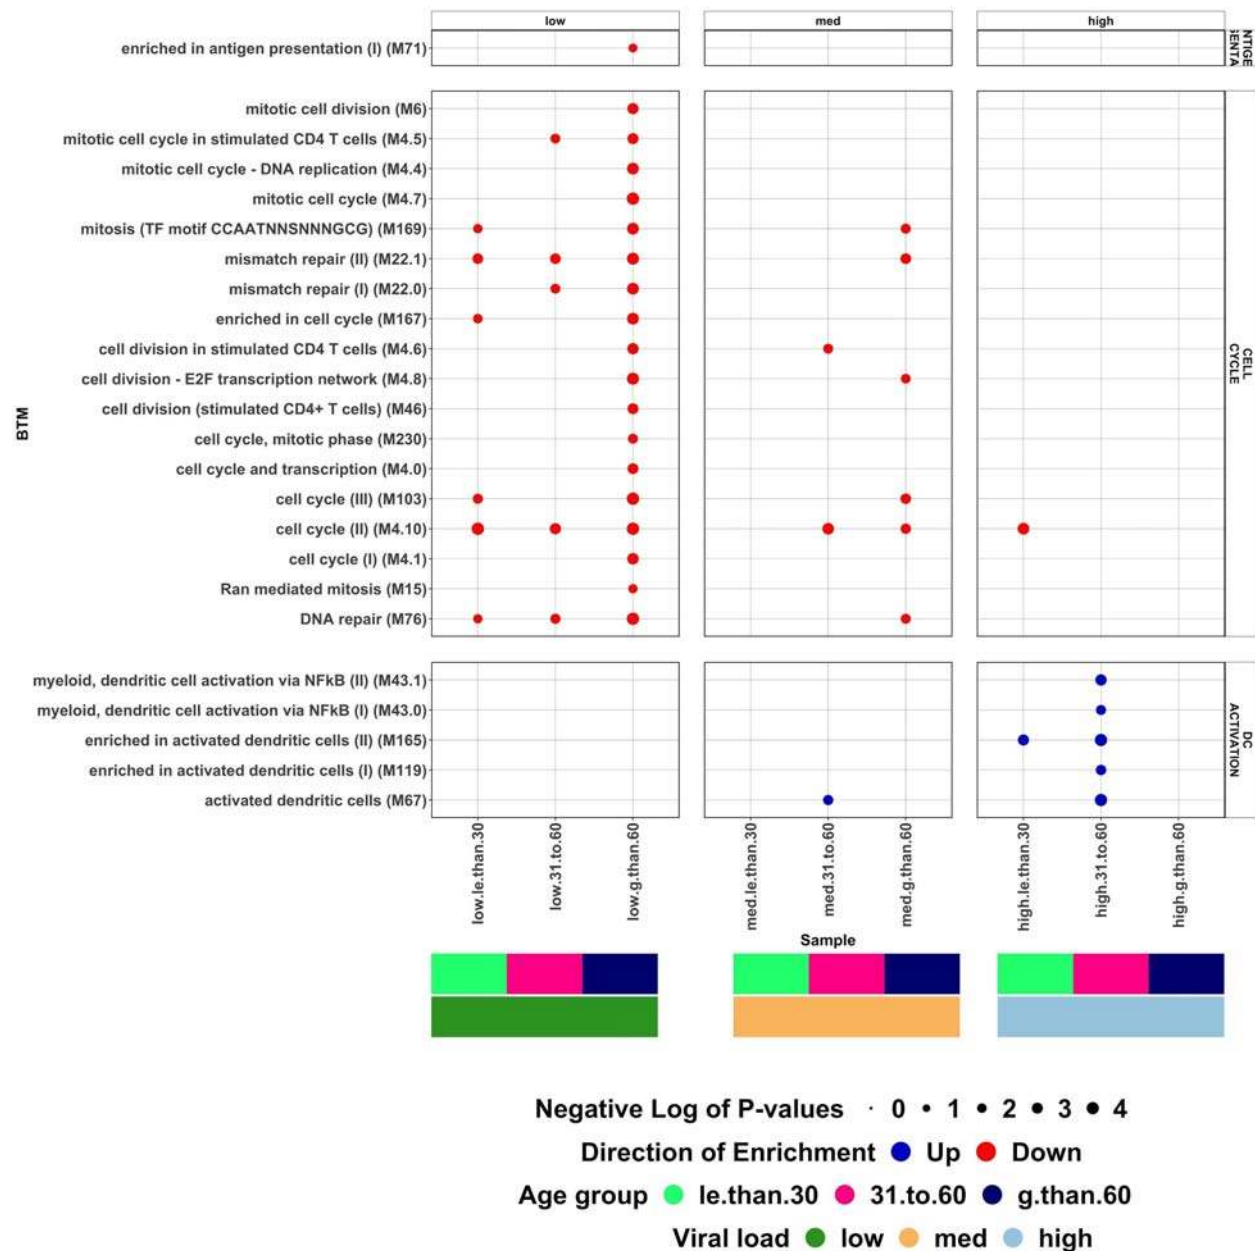 low med high
enriched in antigen presentation (I) (M71)
NTIGE
SENTA
mitotic cell division (M6)
mitotic cell cycle in stimulated CD4 T cells (M4.5)
mitotic cell cycle - DNA replication (M4.4)
mitotic cell cycle (M4.7)
mitosis (TF motif CCAATNNSNNNGCG) (M169)
mismatch repair (II) (M22.1)
mismatch repair (I) (M22.0)
enriched in cell cycle (M167)
cell division in stimulated CD4 T cells (M4.6)
cell division - E2F transcription network (M4.8)
cell division (stimulated CD4+ T cells) (M46)
cell cycle, mitotic phase (M230)
cell cycle and transcription (M4.0)
cell cycle (III) (M103)
cell cycle (II) (M4.10)
cell cycle (I) (M4.1)
Ran mediated mitosis (M15)
DNA repair (M76)
CELL
CYCLE
BTM
myeloid, dendritic cell activation via NFkB (II) (M43.1)
myeloid, dendritic cell activation via NFkB (I) (M43.0)
enriched in activated dendritic cells (II) (M165)
enriched in activated dendritic cells (I) (M119)
activated dendritic cells (M67)
DC
ACTIVATION
low.le.than.30
low.31.to.60
low.g.than.60
med.le.than.30
med.31.to.60
med.g.than.60
high.le.than.30
high.31.to.60
high.g.than.60
Sample
Negative Log of P-values 0 1 2 3 4
Direction of Enrichment Up Down
Age group le.than.30 31.to.60 g.than.60
Viral load low med high